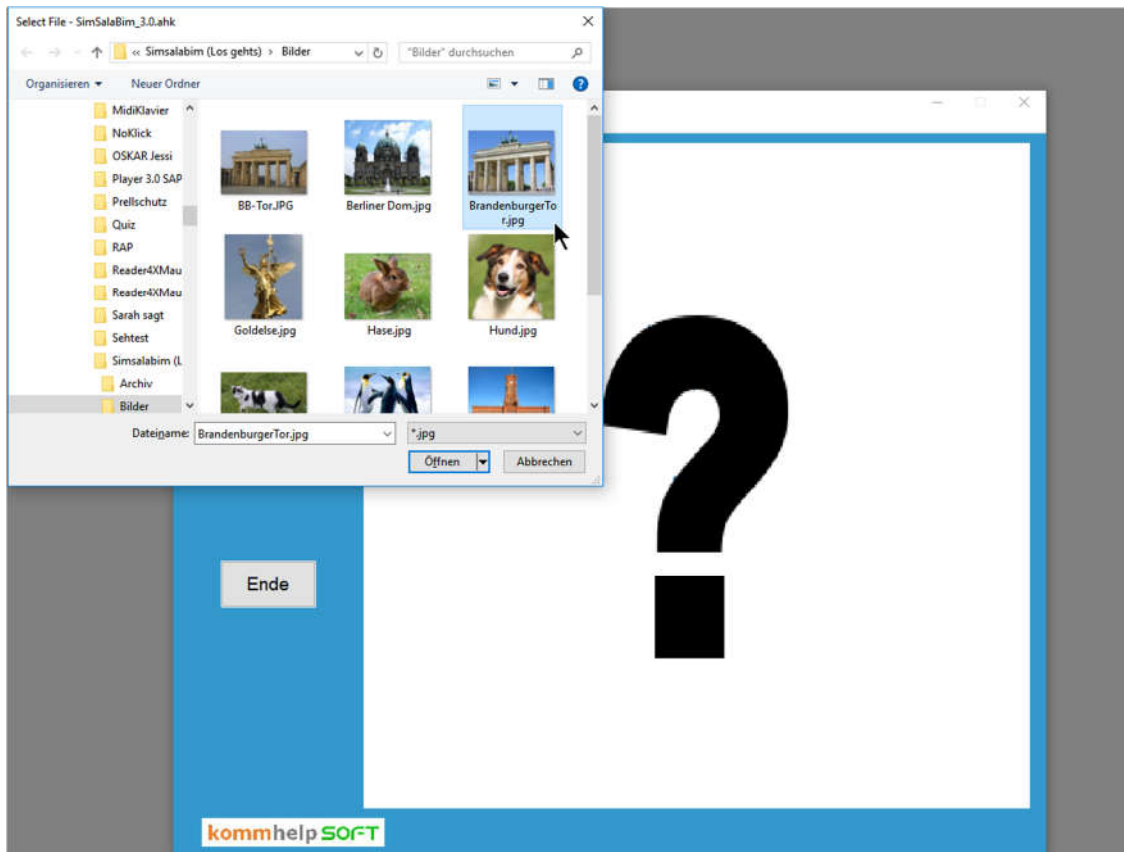 Select File - SimSalaBim_3.0.ahk
« Simsalabim (Los gehts) › Bilder
"Bilder" durchsuchen
Organisieren
Neuer Ordner
MidiKlavier
NoKlick
OSKAR Jessi
Player 3.0 SAP
Prellschutz
Quiz
RAP
Reader4XMau
Reader4XMau
Sarah sagt
Sehtest
Simsalabim (L
Archiv
Bilder
BB-Tor.JPG
Berliner Dom.jpg
BrandenburgerTo
r.jpg
Goldelse.jpg
Hase.jpg
Hund.jpg
Dateiname: BrandenburgerTor.jpg
*.jpg
Öffnen
Abbrechen
?
Ende
kommhelp SOFT